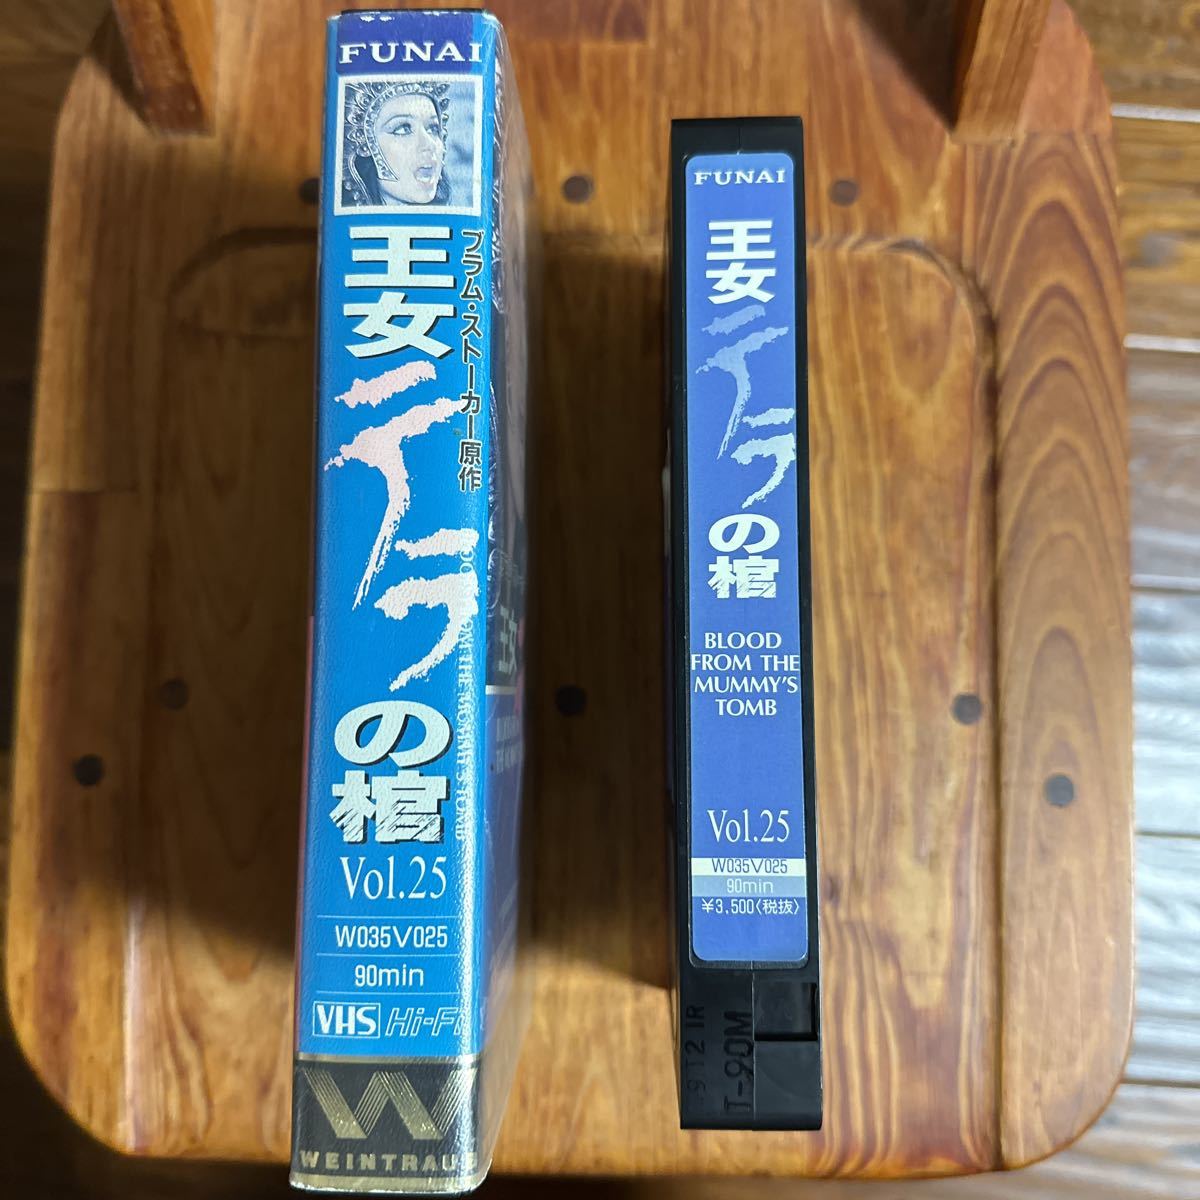 FUNAI
ブラム・ストーカー原作
王女テラの棺
Vol.25
W035V025
90min
VHS Hi-Fi
WEINTRAUB
FUNAI
王女テラの棺
BLOOD
FROM THE
MUMMY'S
TOMB
Vol.25
W035V025
90min
¥3,500〈税抜〉
T-90M